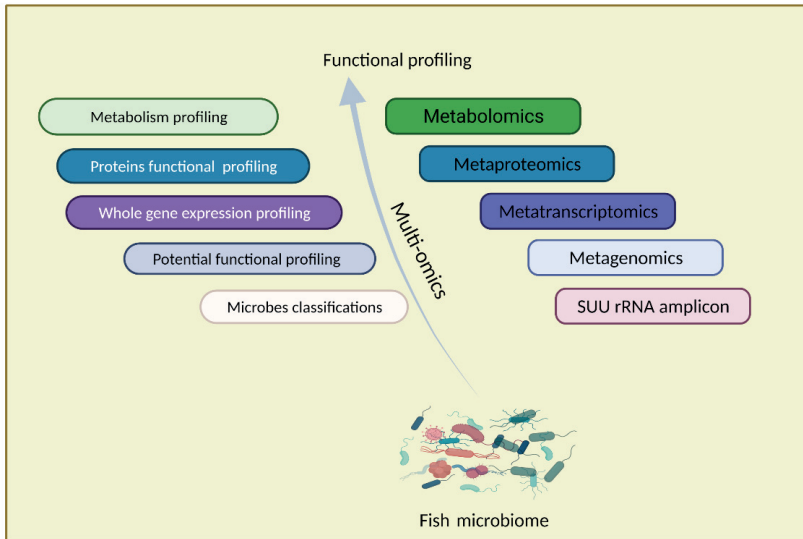 Functional profiling
Metabolism profiling
Metabolomics
Proteins functional profiling
Metaproteomics
Whole gene expression profiling
Metatranscriptomics
Multi-omics
Potential functional profiling
Metagenomics
Microbes classifications
SUU rRNA amplicon
Fish microbiome